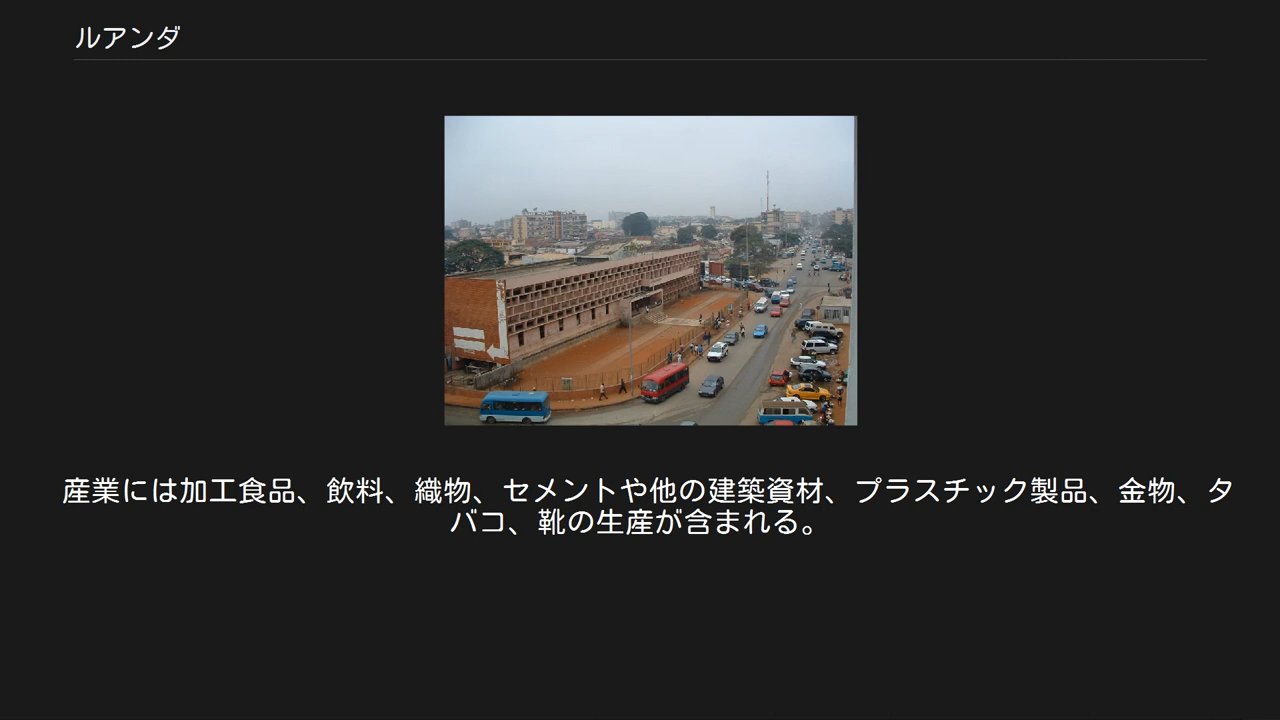 ルアンダ
産業には加工食品、飲料、織物、セメントや他の建築資材、プラスチック製品、金物、タ
バコ、靴の生産が含まれる。